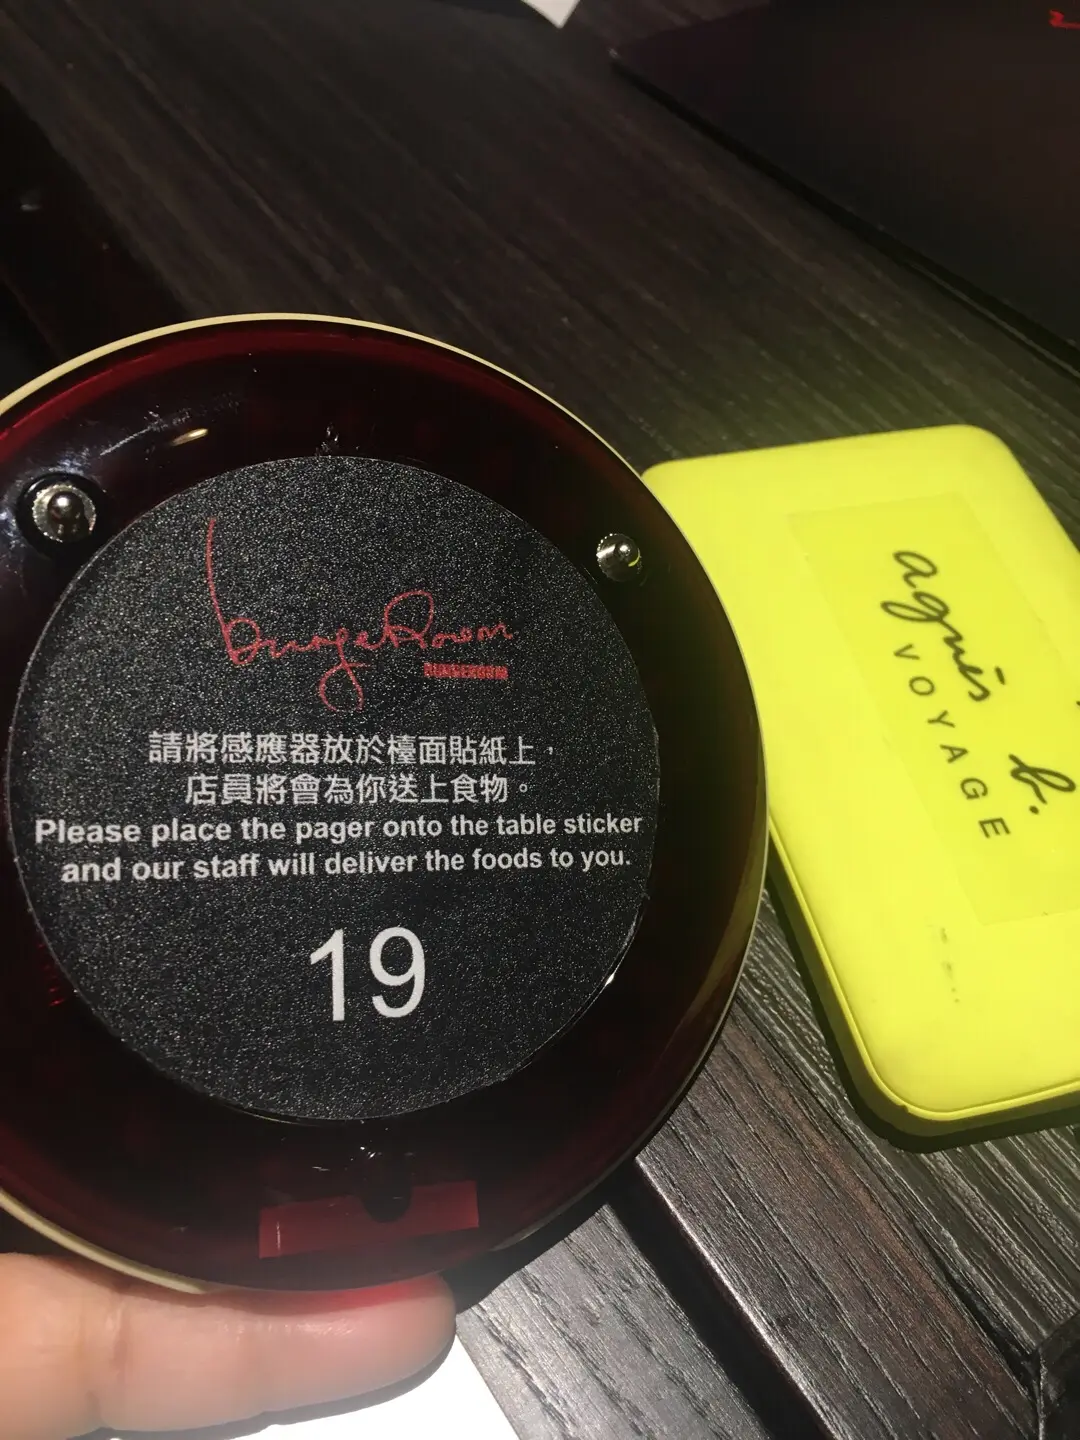 burgeRoom
BURGEROOM
請將感應器放於檯面貼紙上，
店員將會為你送上食物。
Please place the pager onto the table sticker
and our staff will deliver the foods to you.
19
agnès b.
VOYAGE